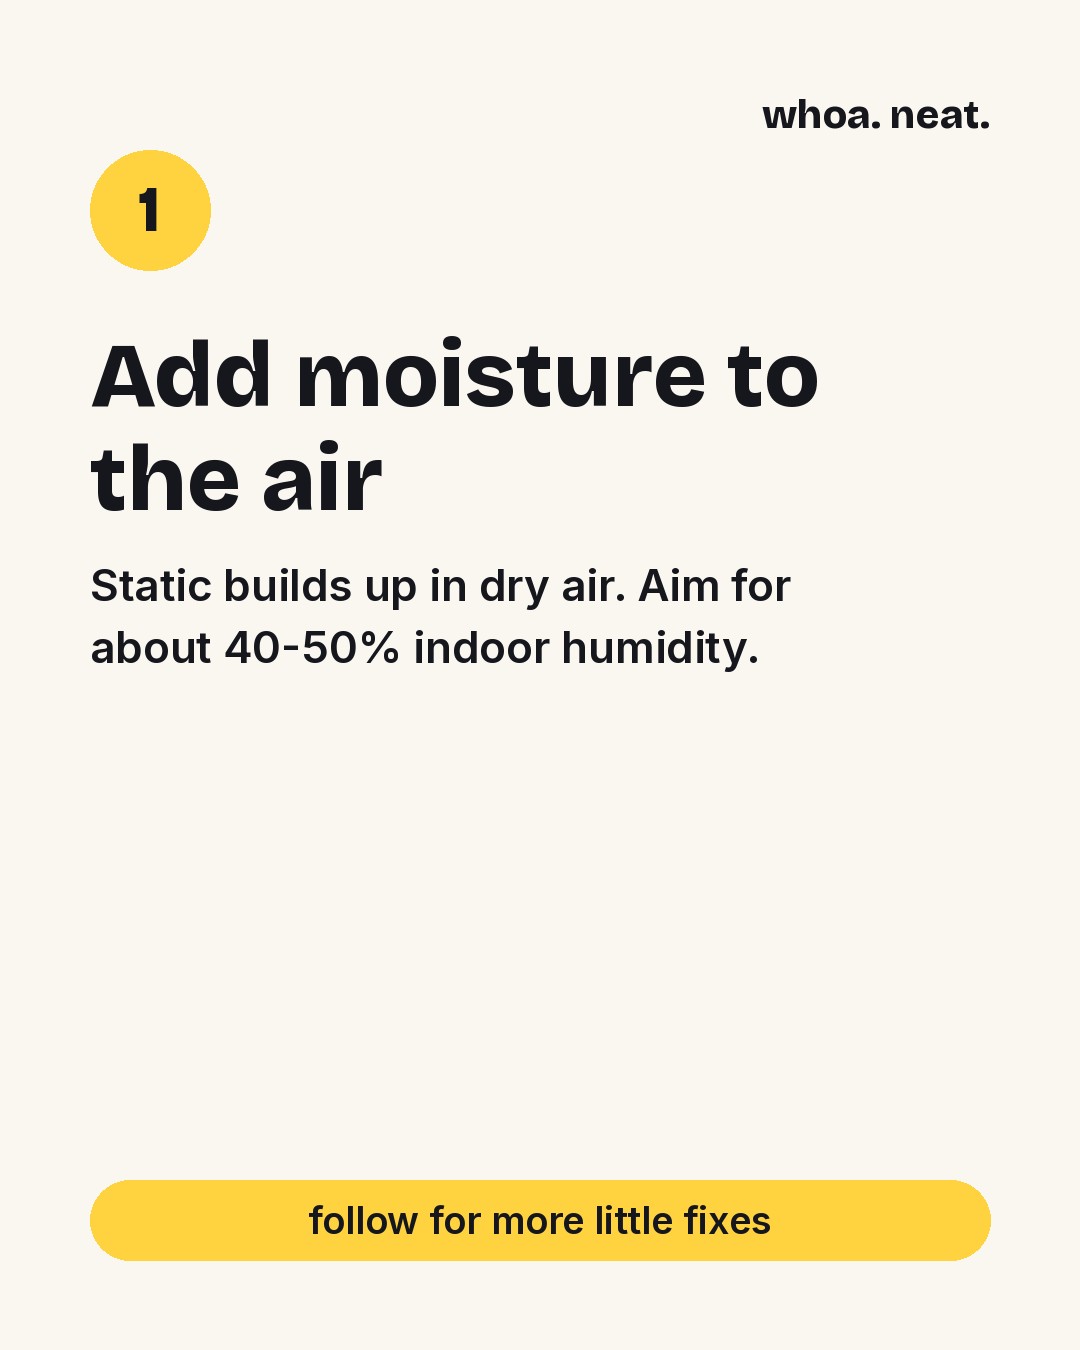 whoa. neat.
1
Add moisture to
the air
Static builds up in dry air. Aim for
about 40-50% indoor humidity.
follow for more little fixes